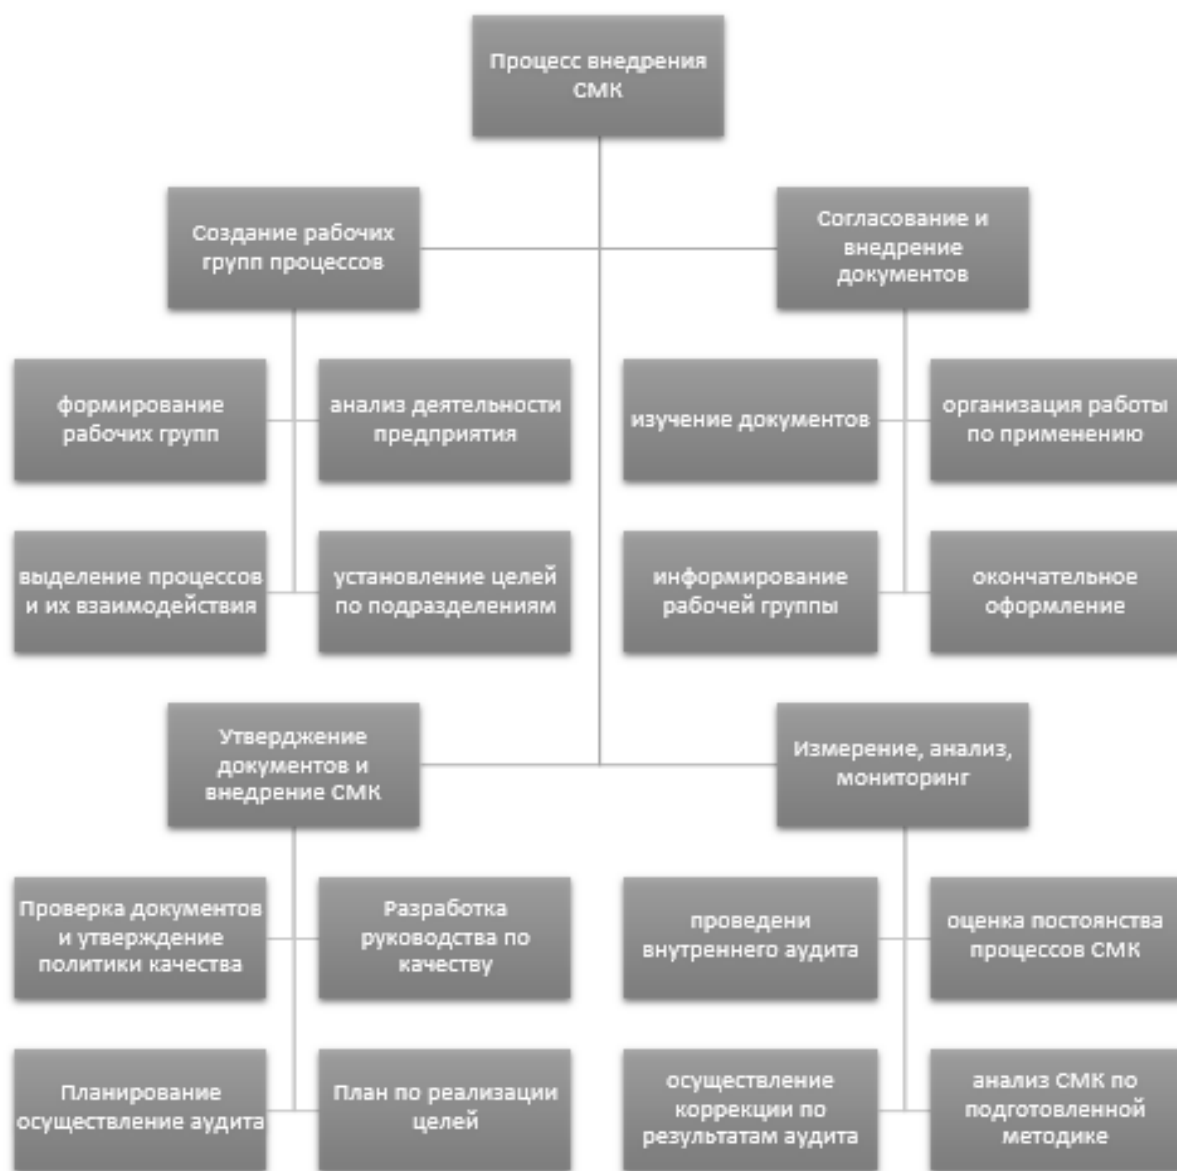 Процесс внедрения
СМК
Создание рабочих
групп процессов
Согласование и
внедрение
документов
формирование
рабочих групп
анализ деятельности
предприятия
изучение документов
организация работы
по применению
выделение процессов
и их взаимодействия
установление целей
по подразделениям
информирование
рабочей группы
окончательное
оформление
Утверджение
документов и
внедрение СМК
Измерение, анализ,
мониторинг
Проверка документов
и утверждение
политики качества
Разработка
руководства по
качеству
проведени
внутреннего аудита
оценка постоянства
процессов СМК
Планирование
осуществление аудита
План по реализации
целей
осуществление
коррекции по
результатам аудита
анализ СМК по
подготовленной
методике